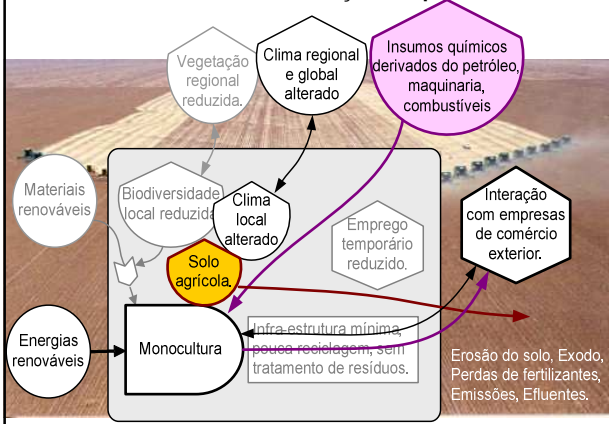 Vegetação
regional
reduzida.
Clima regional
e global
alterado
Insumos químicos
derivados do petróleo,
maquinaria,
combustíveis
Materiais
renováveis
Biodiversidade
local reduzida
Clima
local
alterado
Emprego
temporário
reduzido.
Interação
com empresas
de comércio
exterior.
Solo
agrícola.
Energias
renováveis
Monocultura
Infra-estrutura mínima,
pouca reciclagem, sem
tratamento de resíduos.
Erosão do solo, Exodo,
Perdas de fertilizantes,
Emissões, Efluentes.